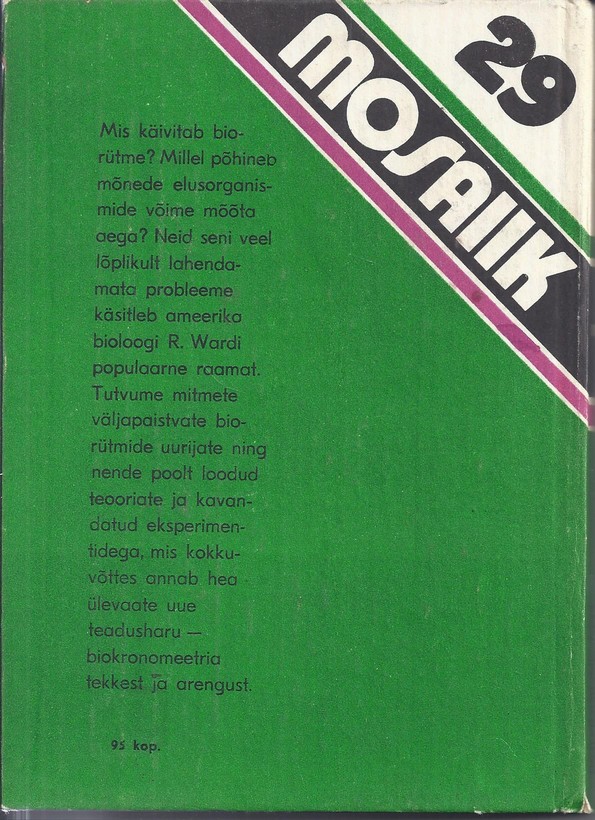 29
MOSAIIK
Mis käivitab bio-
rütme? Millel põhineb
mõnede elusorganis-
mide võime mõõta
aega? Neid seni veel
lõplikult lahenda-
mata probleeme
käsitleb ameerika
bioloogi R. Wardi
populaarne raamat.
Tutvume mitmete
väljapaistvate bio-
rütmide uurijate ning
nende poolt loodud
teooriate ja kavan-
datud eksperimen-
tidega, mis kokku-
võttes annab hea
ülevaate uue
teadusharu —
biokronomeetria
tekkest ja arengust.
95 kop.